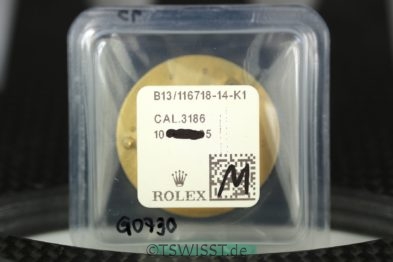 B13/116718-14-K1
CAL.3186
10 5
M
ROLEX
G0730
©TSWISST.de